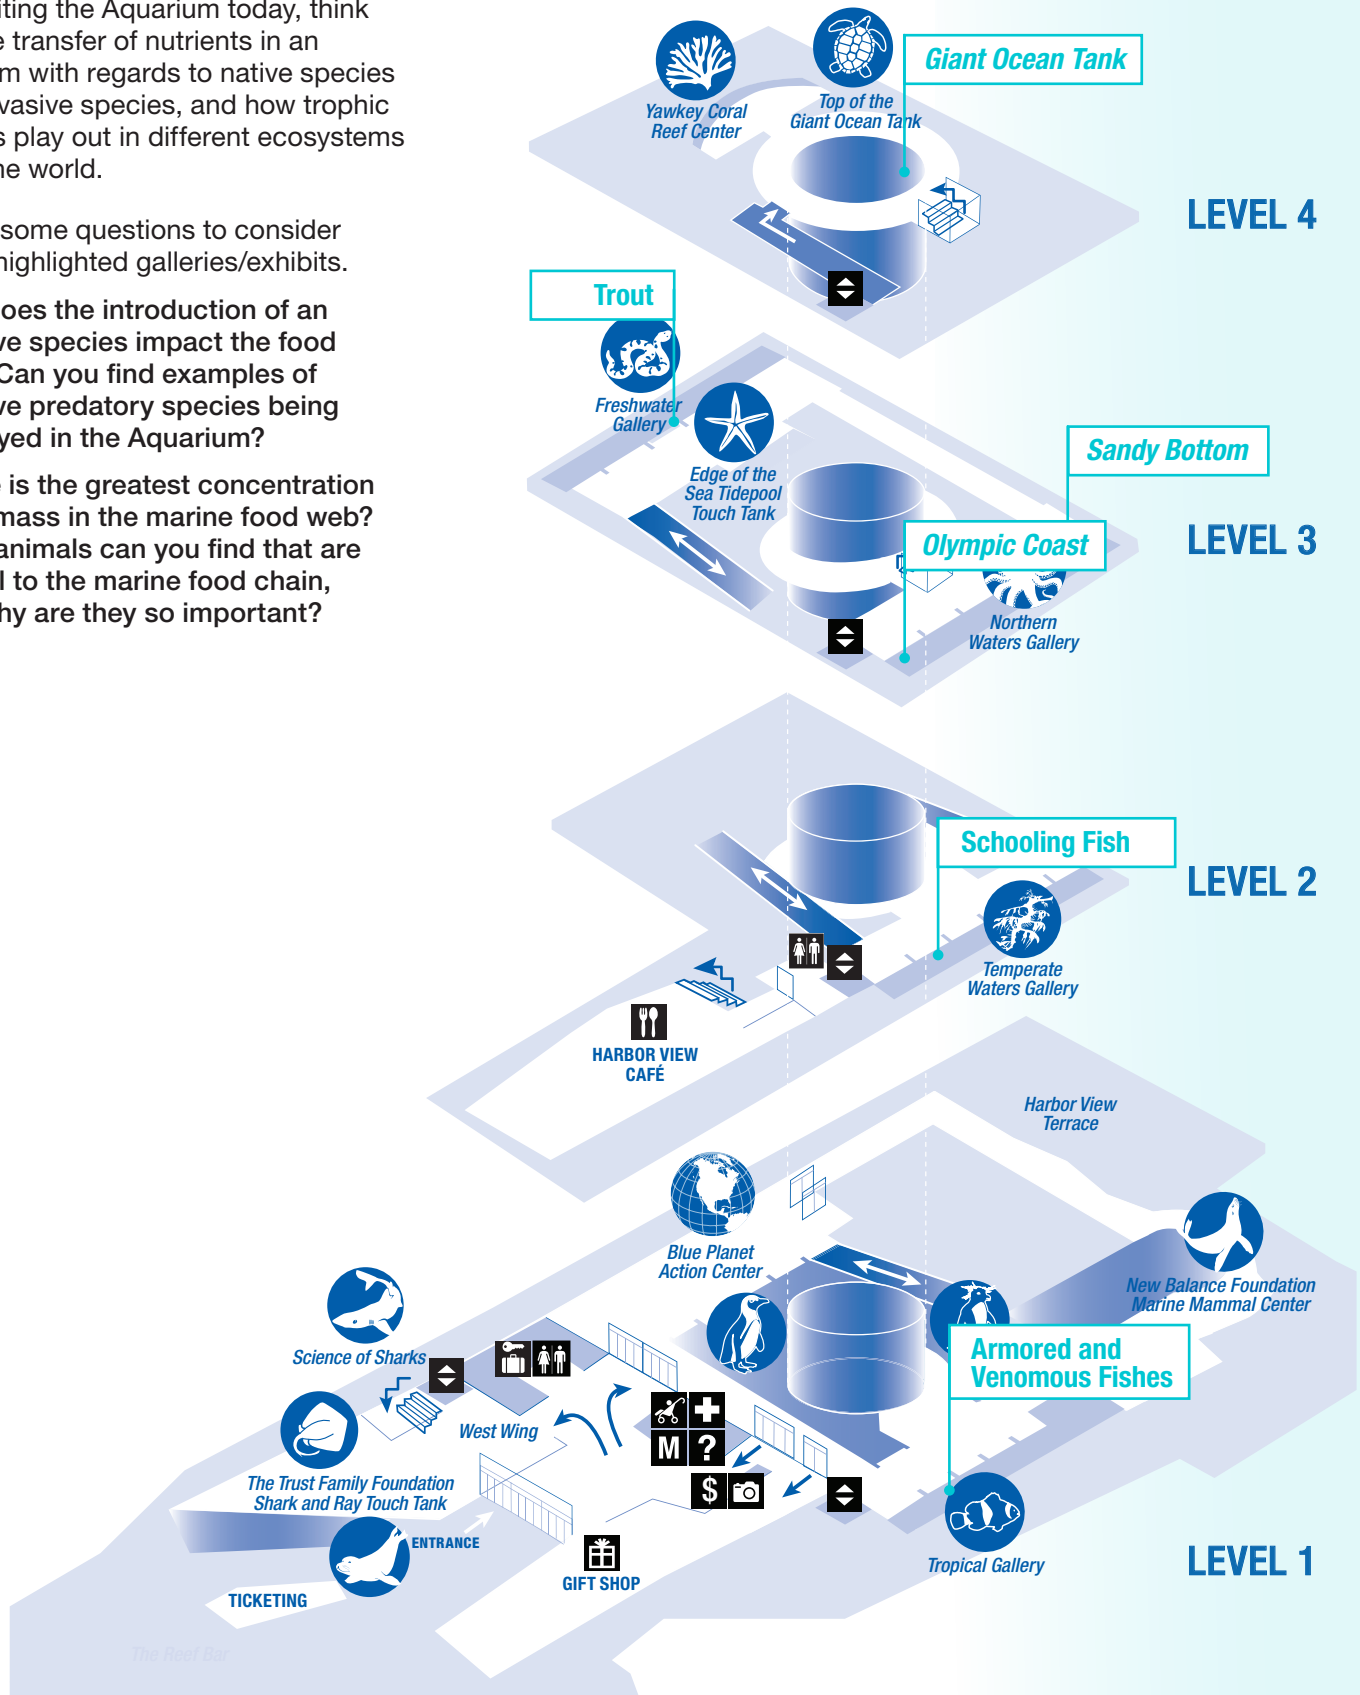 iting the Aquarium today, think
e transfer of nutrients in an
m with regards to native species
vasive species, and how trophic
s play out in different ecosystems
he world.
some questions to consider
highlighted galleries/exhibits.
oes the introduction of an
ve species impact the food
Can you find examples of
ve predatory species being
yed in the Aquarium?
e is the greatest concentration
mass in the marine food web?
animals can you find that are
l to the marine food chain,
hy are they so important?
Yawkey Coral
Reef Center
Top of the
Giant Ocean Tank
Giant Ocean Tank
LEVEL 4
Trout
Freshwater
Gallery
Edge of the
Sea Tidepool
Touch Tank
Sandy Bottom
Olympic Coast
LEVEL 3
Northern
Waters Gallery
Schooling Fish
LEVEL 2
Temperate
Waters Gallery
HARBOR VIEW
CAFÉ
Harbor View
Terrace
Blue Planet
Action Center
New Balance Foundation
Marine Mammal Center
Science of Sharks
Armored and
Venomous Fishes
West Wing
M ?
$
The Trust Family Foundation
Shark and Ray Touch Tank
ENTRANCE
GIFT SHOP
Tropical Gallery
LEVEL 1
TICKETING
The Reef Bar